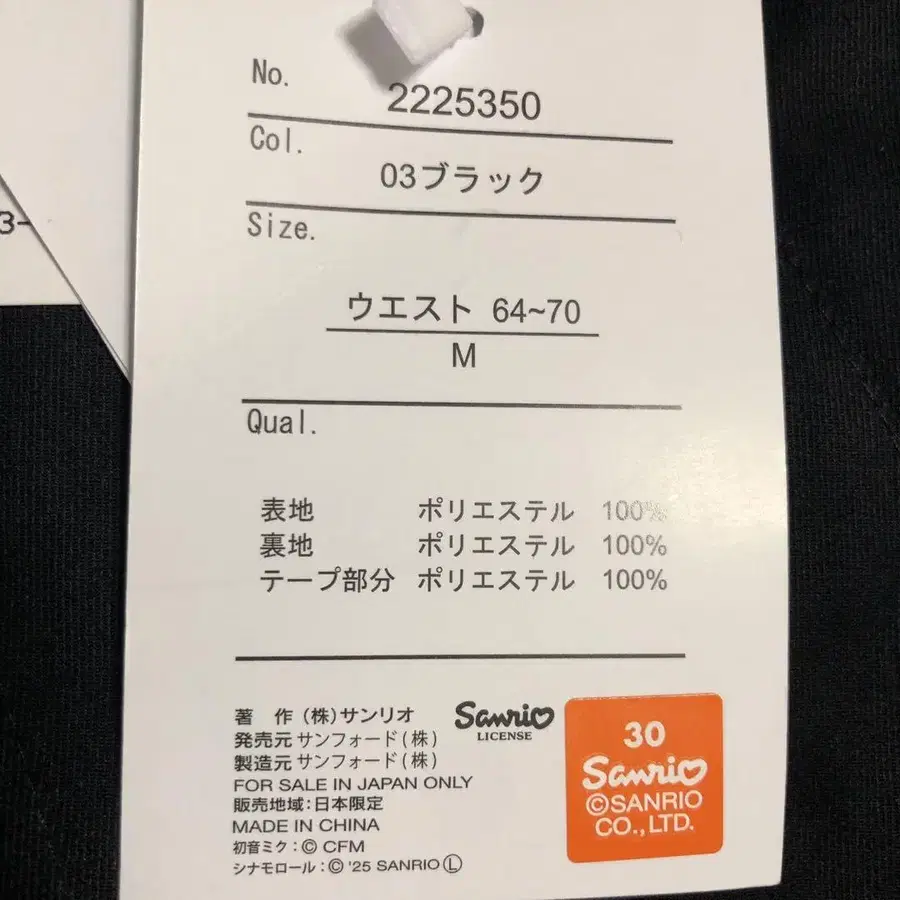 No.
2225350
Col.
03ブラック
3-
Size.
ウエスト 64~70
M
Qual.
表地 ポリエステル 100%
裏地 ポリエステル 100%
テープ部分 ポリエステル 100%
著 作 (株)サンリオ
発売元 サンフォード(株)
製造元 サンフォード(株)
FOR SALE IN JAPAN ONLY
販売地域:日本限定
MADE IN CHINA
初音ミク:© CFM
シナモロール:© '25 SANRIO Ⓛ
Sanrio
LICENSE
30
Sanrio
©SANRIO
CO.,LTD.